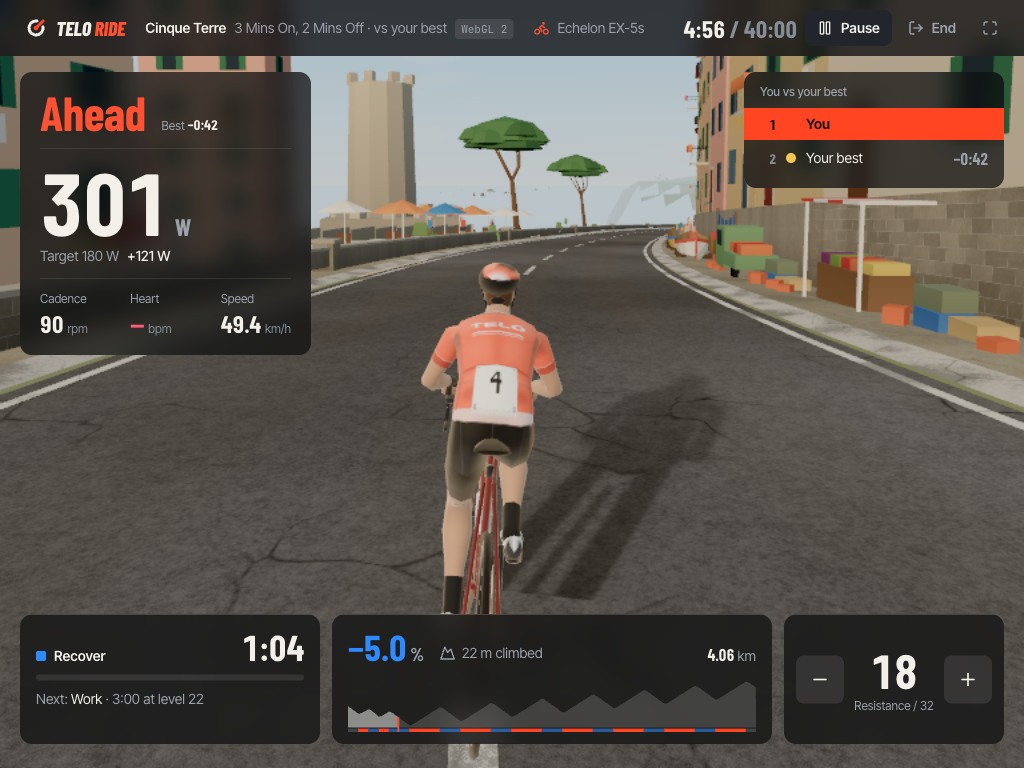 TELO RIDE Cinque Terre 3 Mins On, 2 Mins Off · vs your best WebGL 2 Echelon EX-5s 4:56 / 40:00 Pause End
Ahead Best −0:42
301 W
Target 180 W +121 W
Cadence Heart Speed
90 rpm — bpm 49.4 km/h
You vs your best
1 You
2 Your best −0:42
TELO
4
Recover 1:04
Next: Work · 3:00 at level 22
−5.0 % 22 m climbed 4.06 km
− 18 +
Resistance / 32